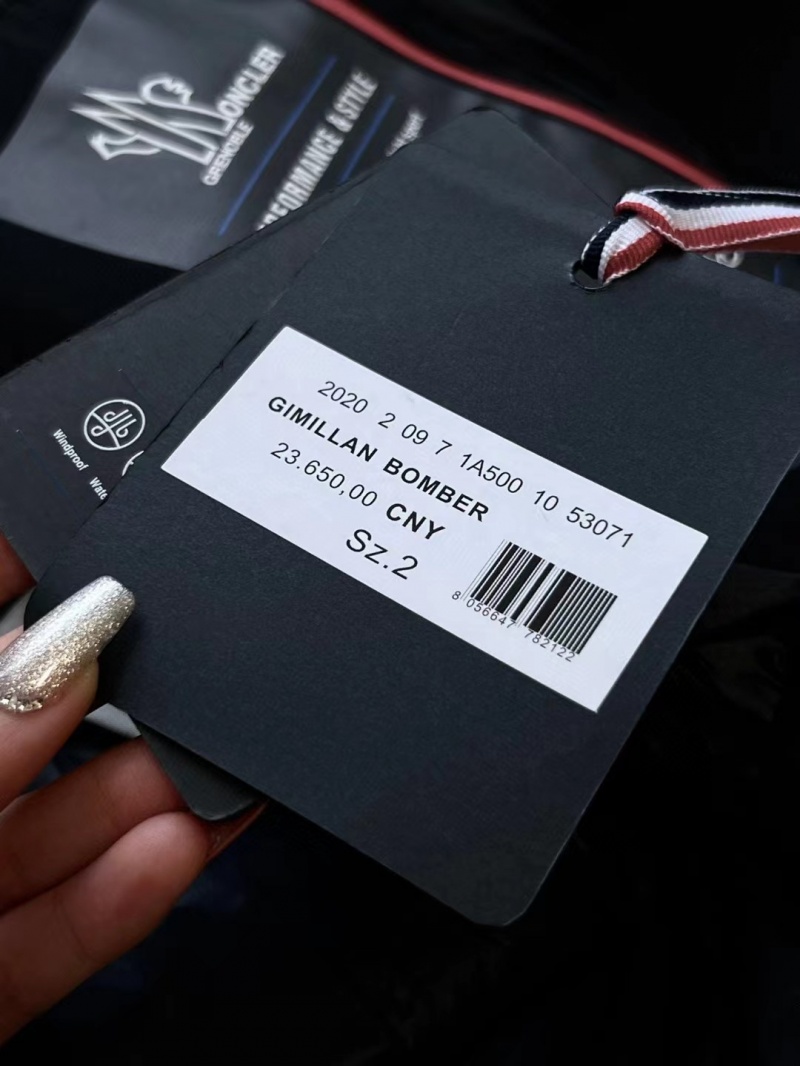 MONCLER
GRENOBLE
PERFORMANCE & STYLE
Windproof
2020 2 09 7 1A500 10 53071
GIMILLAN BOMBER
23.650,00 CNY
Sz.2
8 056647 782122